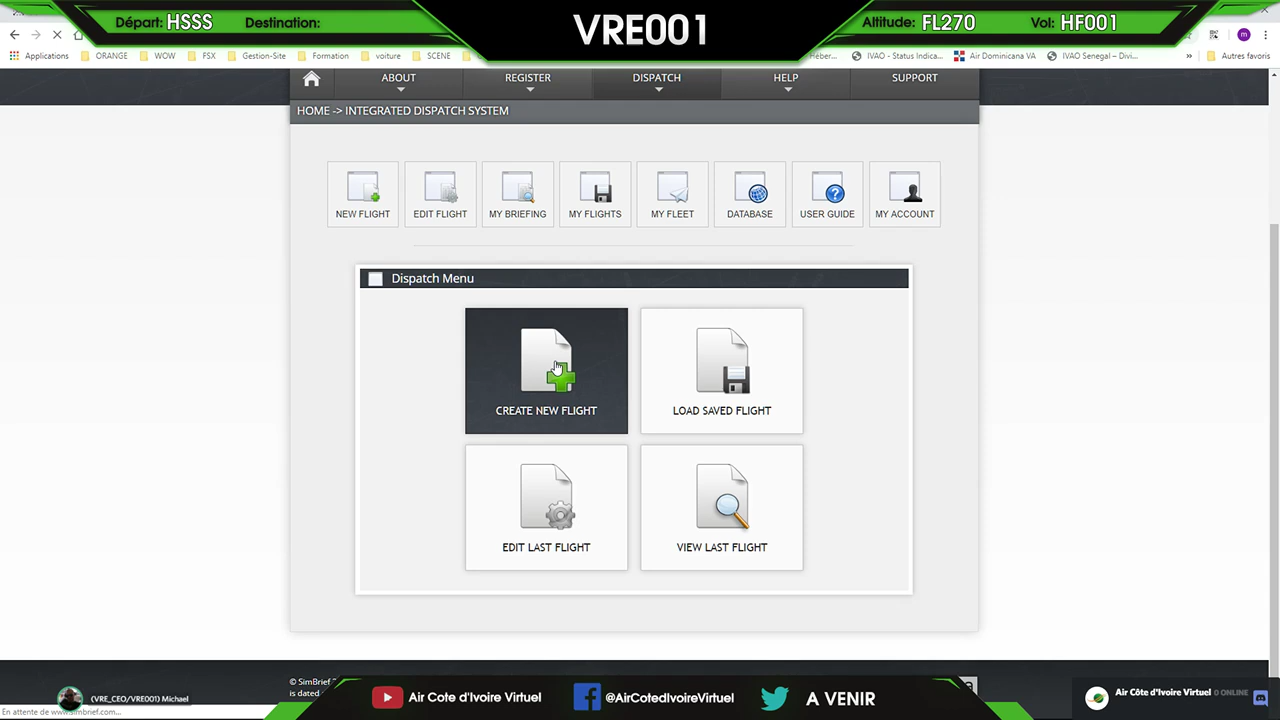 Départ: HSSS
Destination:
VRE001
Altitude: FL270
Vol: HF001
Applications
ORANGE
WOW
FSX
Gestion-Site
Formation
voiture
SCENE
IVAO - Status Indica...
Air Dominicana VA
IVAO Senegal – Divi...
»
Autres favoris
ABOUT
REGISTER
DISPATCH
HELP
SUPPORT
HOME -> INTEGRATED DISPATCH SYSTEM
NEW FLIGHT
EDIT FLIGHT
MY BRIEFING
MY FLIGHTS
MY FLEET
DATABASE
USER GUIDE
MY ACCOUNT
Dispatch Menu
CREATE NEW FLIGHT
LOAD SAVED FLIGHT
EDIT LAST FLIGHT
VIEW LAST FLIGHT
© SimBrief
is dated
(VRE_CEO/VRE001) Michael
En attente de www.simbrief.com...
Air Cote d'Ivoire Virtuel
@AirCotedIvoireVirtuel
A VENIR
Air Côte d'Ivoire Virtuel 0 ONLINE